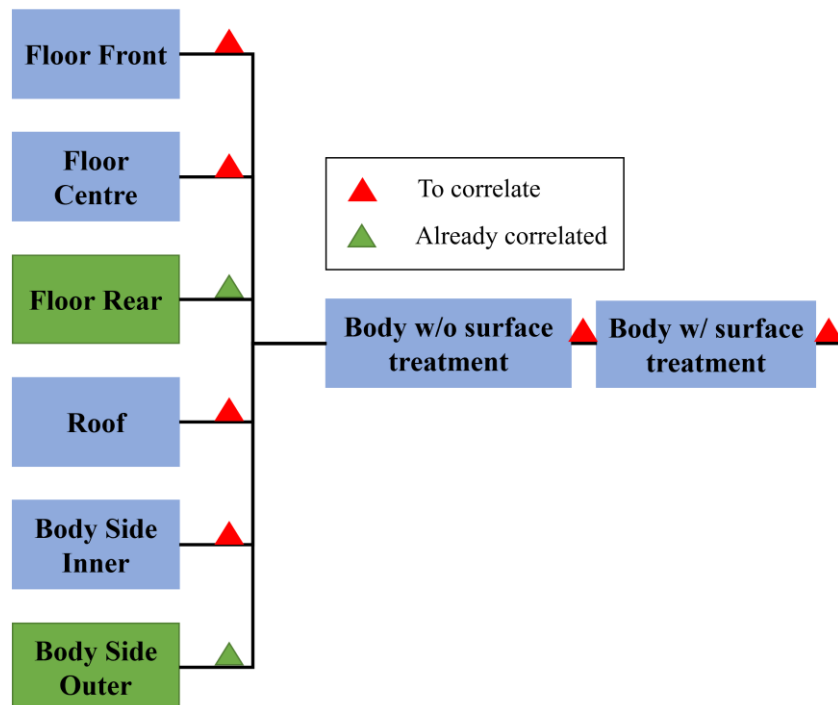 Floor Front
Floor
Centre
Floor Rear
Roof
Body Side
Inner
Body Side
Outer
To correlate
Already correlated
Body w/o surface
treatment
Body w/ surface
treatment